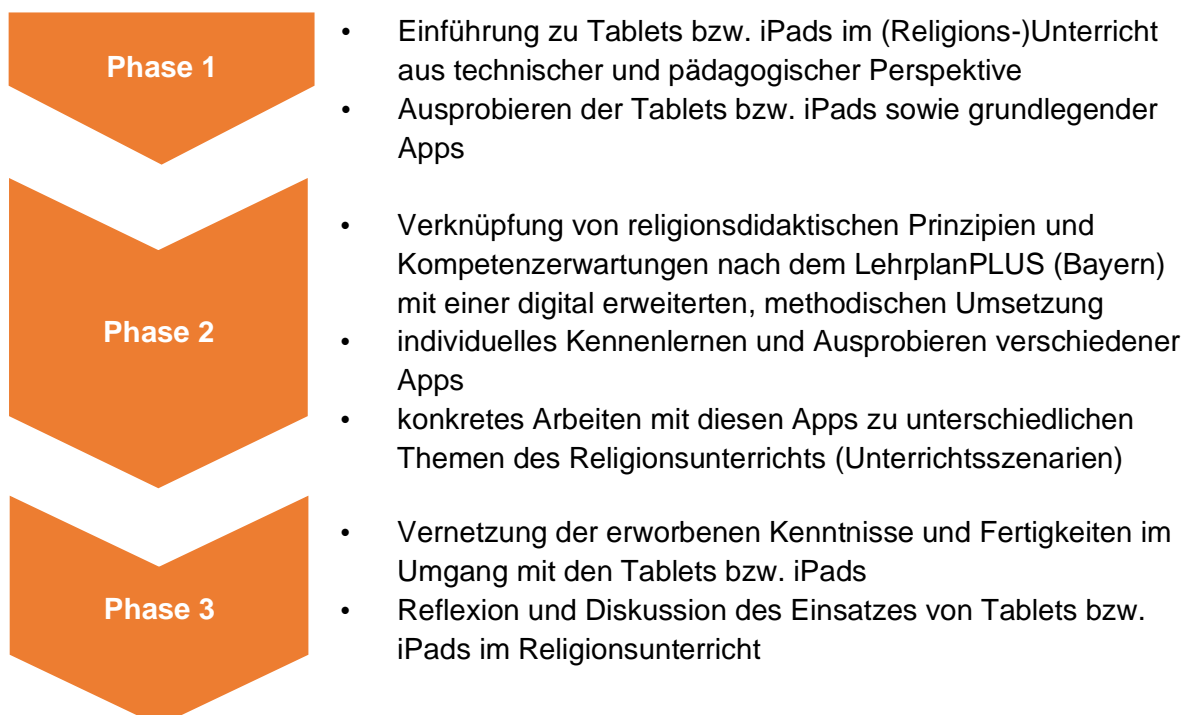 Phase 1
• Einführung zu Tablets bzw. iPads im (Religions-)Unterricht
aus technischer und pädagogischer Perspektive
• Ausprobieren der Tablets bzw. iPads sowie grundlegender
Apps
Phase 2
• Verknüpfung von religionsdidaktischen Prinzipien und
Kompetenzerwartungen nach dem LehrplanPLUS (Bayern)
mit einer digital erweiterten, methodischen Umsetzung
• individuelles Kennenlernen und Ausprobieren verschiedener
Apps
• konkretes Arbeiten mit diesen Apps zu unterschiedlichen
Themen des Religionsunterrichts (Unterrichtsszenarien)
Phase 3
• Vernetzung der erworbenen Kenntnisse und Fertigkeiten im
Umgang mit den Tablets bzw. iPads
• Reflexion und Diskussion des Einsatzes von Tablets bzw.
iPads im Religionsunterricht